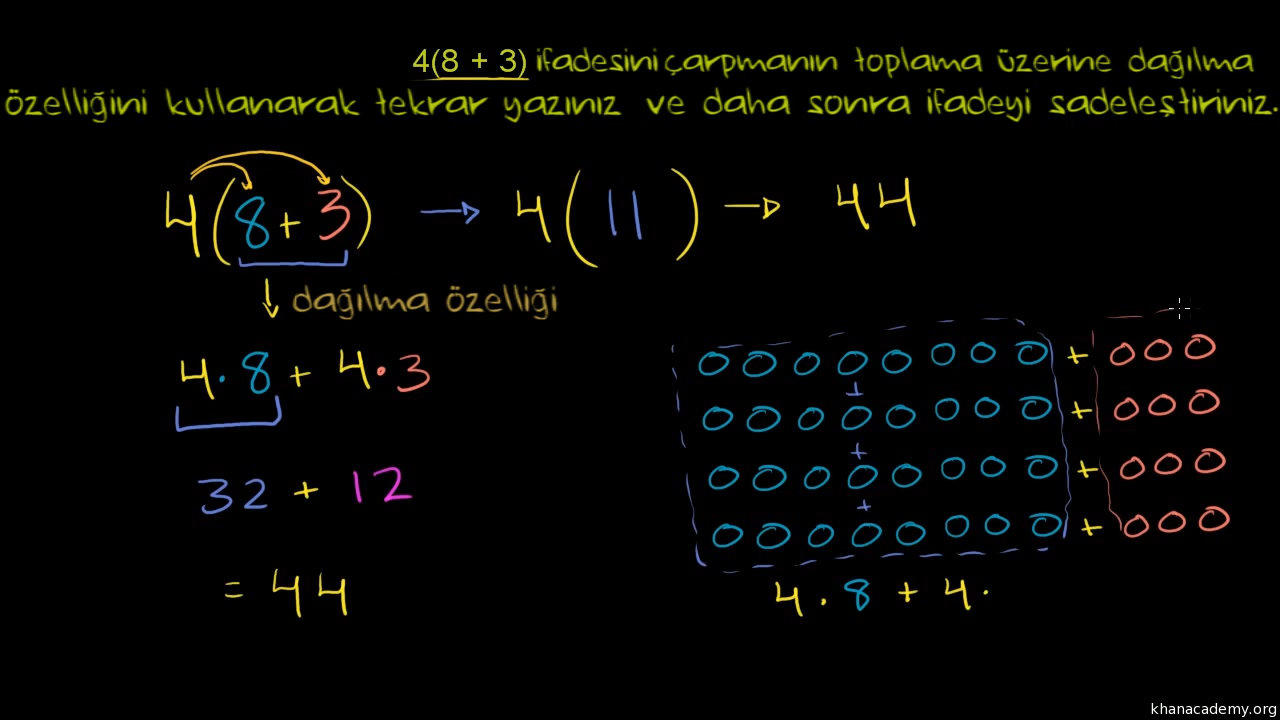 4(8 + 3) ifadesini çarpmanın toplama üzerine dağılma
özelliğini kullanarak tekrar yazınız ve daha sonra ifadeyi sadeleştiriniz.
4(8 + 3) → 4(11) → 44
↓ dağılma özelliği
4 · 8 + 4 · 3
32 + 12
= 44
+
+
+
+
+
+
+
4 · 8 + 4 ·
khanacademy.org